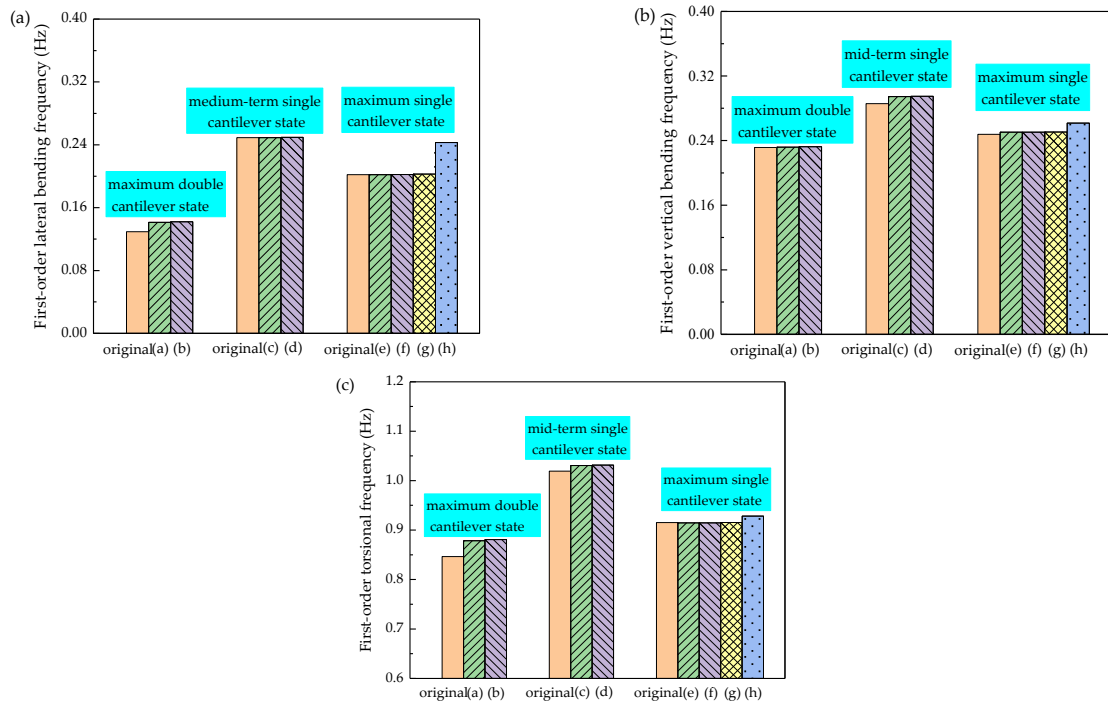 (a)
First-order lateral bending frequency (Hz)
0.40
0.32
0.24
0.16
0.08
0.00
maximum double
cantilever state
medium-term single
cantilever state
maximum single
cantilever state
original(a) (b)
original(c) (d)
original(e) (f) (g) (h)
(b)
First-order vertical bending frequency (Hz)
0.40
0.32
0.24
0.16
0.08
0.00
maximum double
cantilever state
mid-term single
cantilever state
maximum single
cantilever state
original(a) (b)
original(c) (d)
original(e) (f) (g) (h)
(c)
First-order torsional frequency (Hz)
1.2
1.1
1.0
0.9
0.8
0.7
0.6
maximum double
cantilever state
mid-term single
cantilever state
maximum single
cantilever state
original(a) (b)
original(c) (d)
original(e) (f) (g) (h)